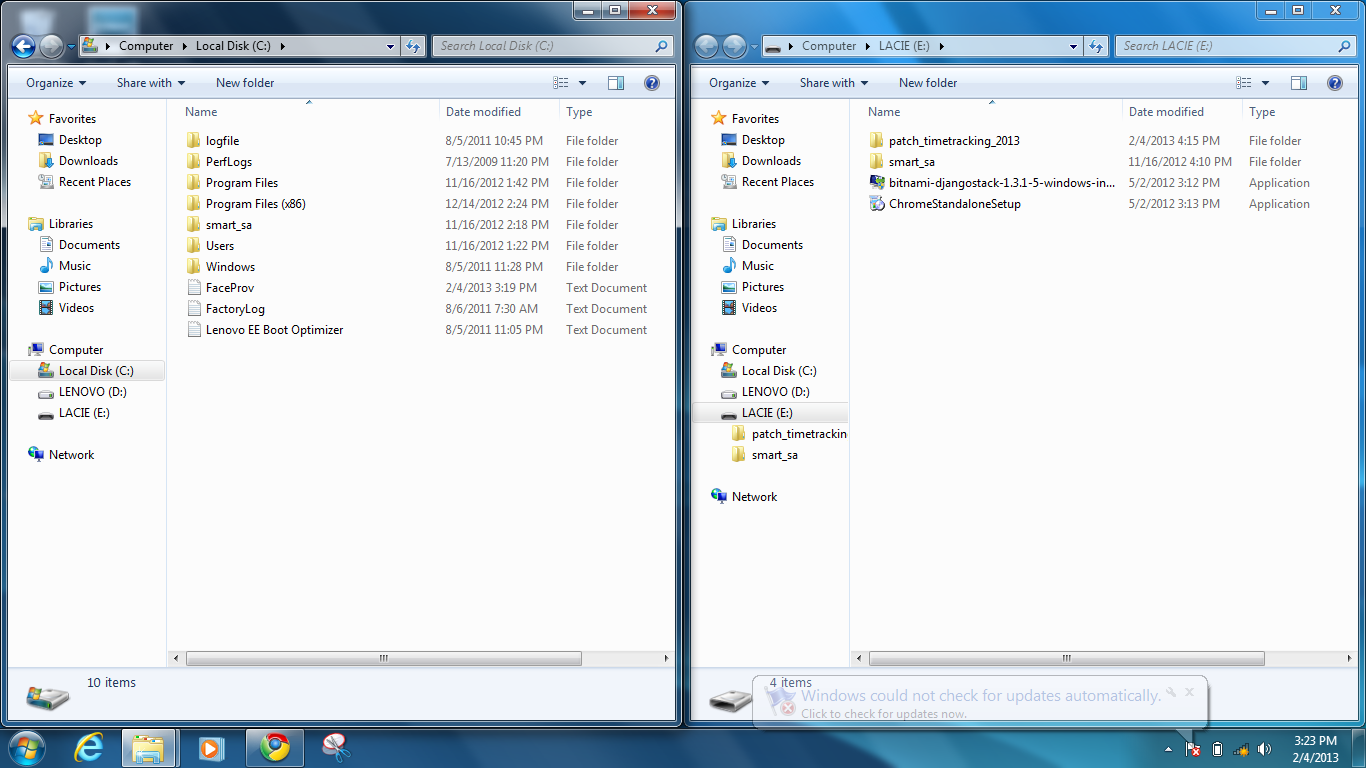 Computer Local Disk (C:)
Search Local Disk (C:)
Organize Share with New folder
Name Date modified Type
Favorites
Desktop
Downloads
Recent Places
Libraries
Documents
Music
Pictures
Videos
Computer
Local Disk (C:)
LENOVO (D:)
LACIE (E:)
Network
logfile 8/5/2011 10:45 PM File folder
PerfLogs 7/13/2009 11:20 PM File folder
Program Files 11/16/2012 1:42 PM File folder
Program Files (x86) 12/14/2012 2:24 PM File folder
smart_sa 11/16/2012 2:18 PM File folder
Users 11/16/2012 1:22 PM File folder
Windows 8/5/2011 11:28 PM File folder
FaceProv 2/4/2013 3:19 PM Text Document
FactoryLog 8/6/2011 7:30 AM Text Document
Lenovo EE Boot Optimizer 8/5/2011 11:05 PM Text Document
10 items
Computer LACIE (E:)
Search LACIE (E:)
Organize Share with New folder
Name Date modified Type
Favorites
Desktop
Downloads
Recent Places
Libraries
Documents
Music
Pictures
Videos
Computer
Local Disk (C:)
LENOVO (D:)
LACIE (E:)
patch_timetrackin
smart_sa
Network
patch_timetracking_2013 2/4/2013 4:15 PM File folder
smart_sa 11/16/2012 4:10 PM File folder
bitnami-djangostack-1.3.1-5-windows-in... 5/2/2012 3:12 PM Application
ChromeStandaloneSetup 5/2/2012 3:13 PM Application
4 items
Windows could not check for updates automatically.
Click to check for updates now.
3:23 PM
2/4/2013